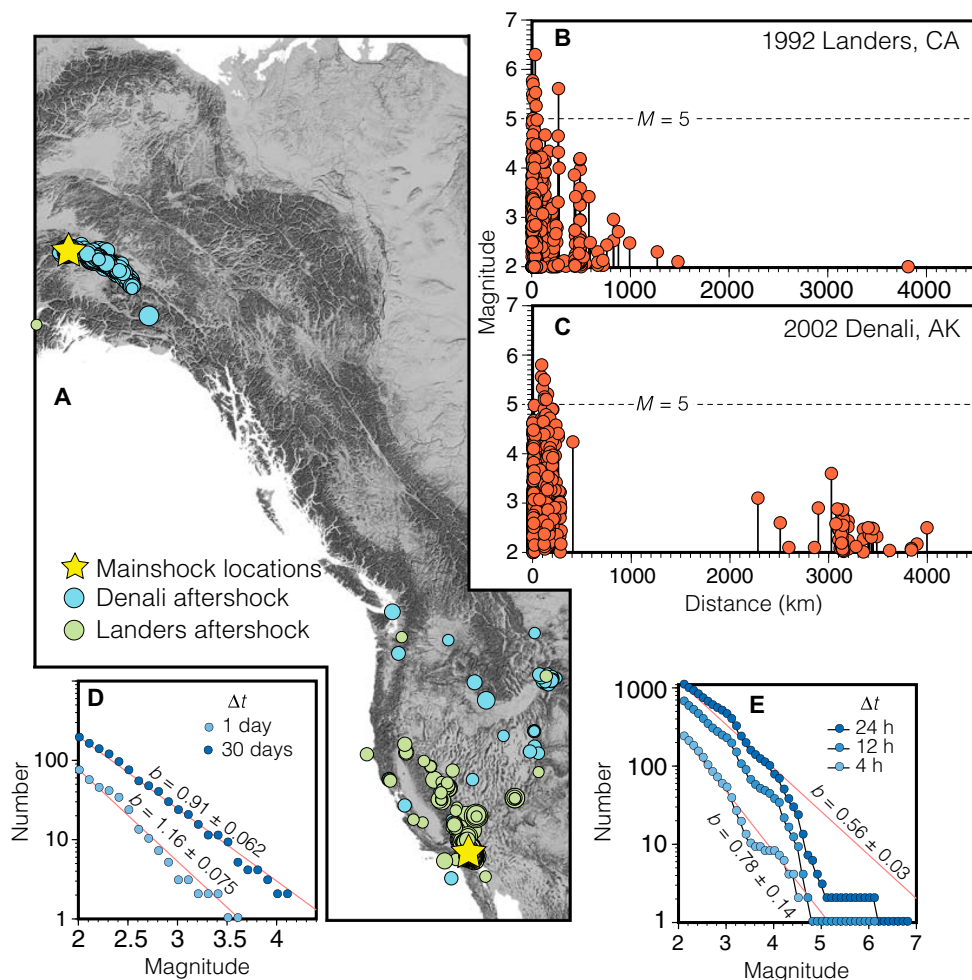 A
Mainshock locations
Denali aftershock
Landers aftershock
B
1992 Landers, CA
7
6
5
4
3
2
M = 5
0 1000 2000 3000 4000
Magnitude
C
2002 Denali, AK
7
6
5
4
3
2
M = 5
0 1000 2000 3000 4000
Distance (km)
D
Δt
1 day
30 days
b = 0.91 ± 0.062
b = 1.16 ± 0.075
Number
100
10
1
2 2.5 3 3.5 4
Magnitude
E
Δt
24 h
12 h
4 h
b = 0.56 ± 0.03
b = 0.78 ± 0.14
Number
1000
100
10
1
2 3 4 5 6 7
Magnitude